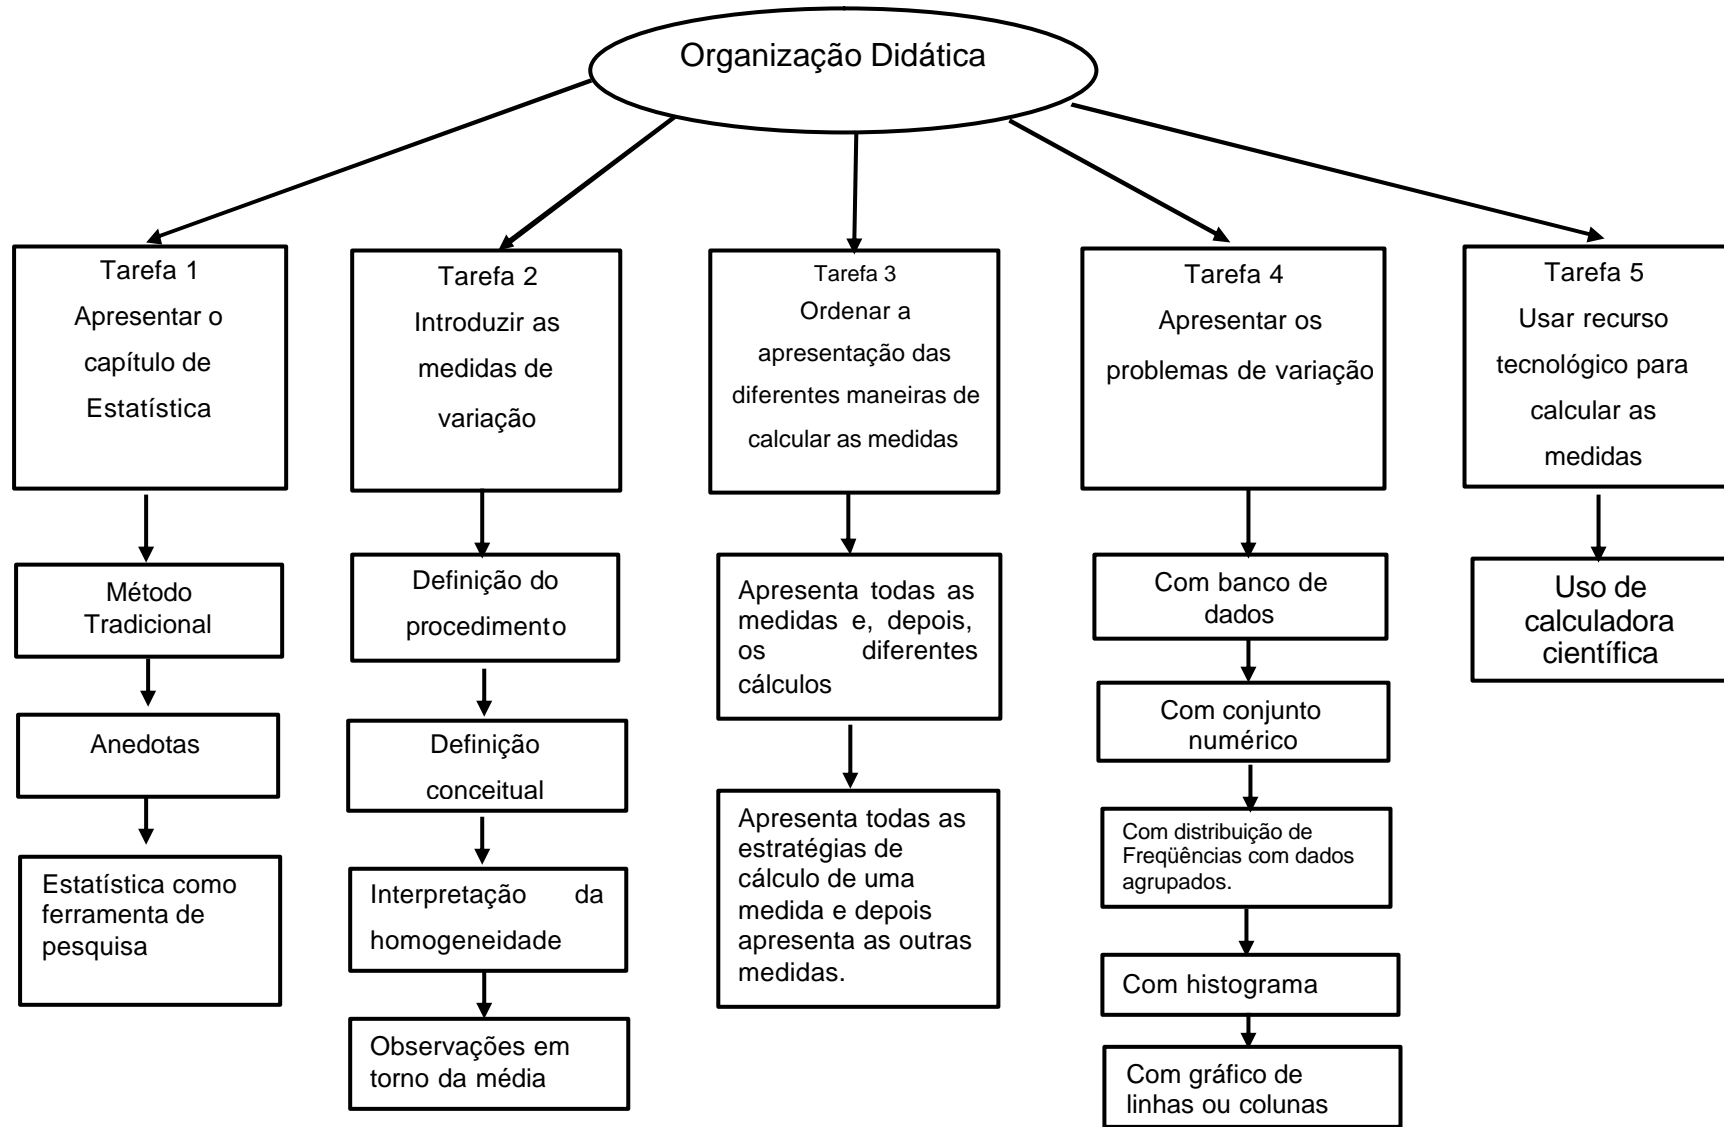 Organização Didática
Tarefa 1
Apresentar o
capítulo de
Estatística
Método
Tradicional
Anedotas
Estatística como
ferramenta de
pesquisa
Tarefa 2
Introduzir as
medidas de
variação
Definição do
procedimento
Definição
conceitual
Interpretação da
homogeneidade
Observações em
torno da média
Tarefa 3
Ordenar a
apresentação das
diferentes maneiras de
calcular as medidas
Apresenta todas as
medidas e, depois,
os diferentes
cálculos
Apresenta todas as
estratégias de
cálculo de uma
medida e depois
apresenta as outras
medidas.
Tarefa 4
Apresentar os
problemas de variação
Com banco de
dados
Com conjunto
numérico
Com distribuição de
Freqüências com dados
agrupados.
Com histograma
Com gráfico de
linhas ou colunas
Tarefa 5
Usar recurso
tecnológico para
calcular as
medidas
Uso de
calculadora
científica